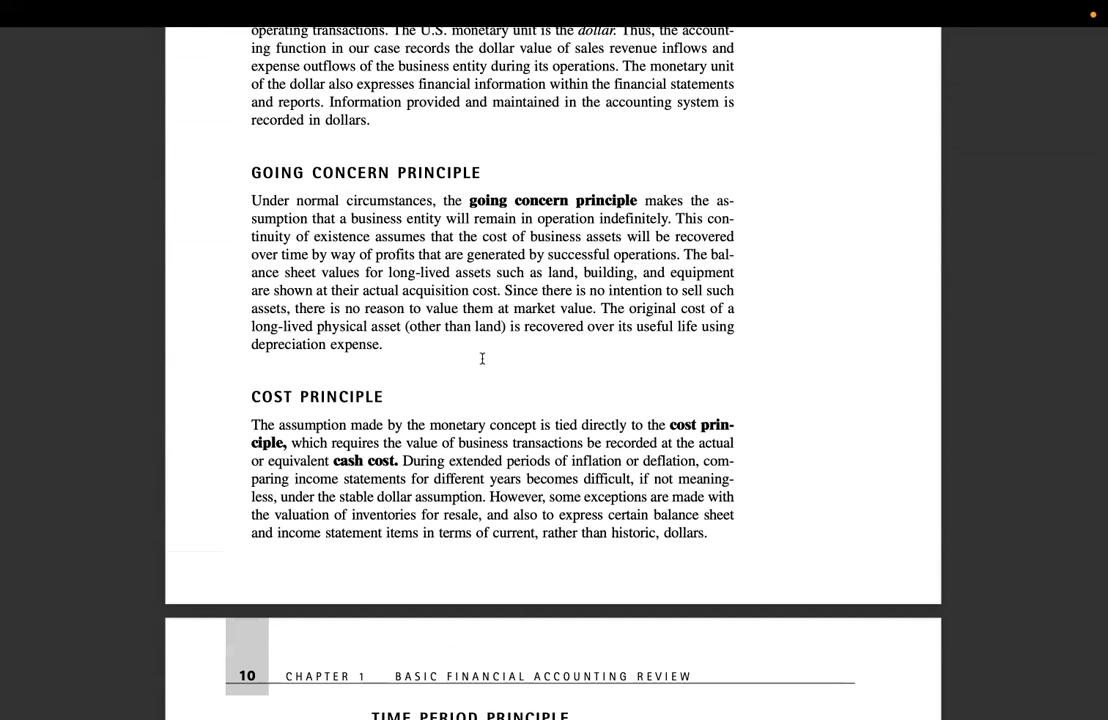 operating transactions. The U.S. monetary unit is the dollar. Thus, the account-
ing function in our case records the dollar value of sales revenue inflows and
expense outflows of the business entity during its operations. The monetary unit
of the dollar also expresses financial information within the financial statements
and reports. Information provided and maintained in the accounting system is
recorded in dollars.
GOING CONCERN PRINCIPLE
Under normal circumstances, the going concern principle makes the as-
sumption that a business entity will remain in operation indefinitely. This con-
tinuity of existence assumes that the cost of business assets will be recovered
over time by way of profits that are generated by successful operations. The bal-
ance sheet values for long-lived assets such as land, building, and equipment
are shown at their actual acquisition cost. Since there is no intention to sell such
assets, there is no reason to value them at market value. The original cost of a
long-lived physical asset (other than land) is recovered over its useful life using
depreciation expense.
COST PRINCIPLE
The assumption made by the monetary concept is tied directly to the cost prin-
ciple, which requires the value of business transactions be recorded at the actual
or equivalent cash cost. During extended periods of inflation or deflation, com-
paring income statements for different years becomes difficult, if not meaning-
less, under the stable dollar assumption. However, some exceptions are made with
the valuation of inventories for resale, and also to express certain balance sheet
and income statement items in terms of current, rather than historic, dollars.
10 CHAPTER 1 BASIC FINANCIAL ACCOUNTING REVIEW
TIME PERIOD PRINCIPLE